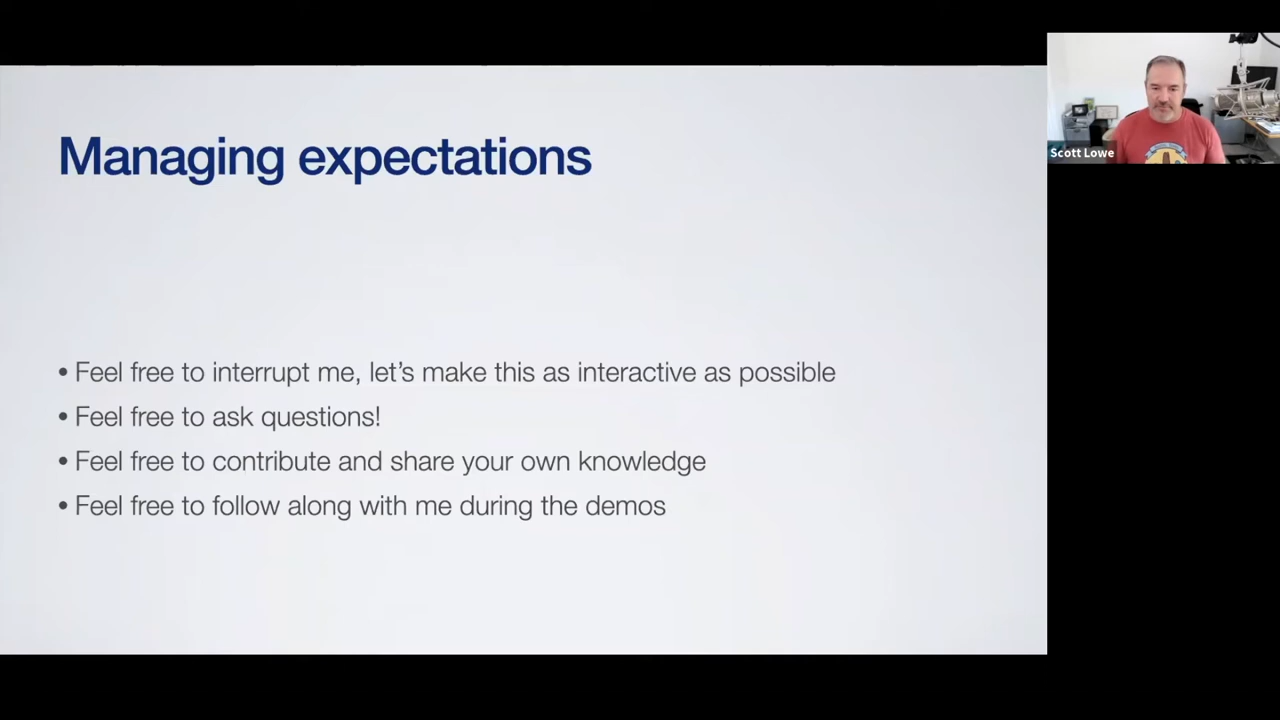 Managing expectations
• Feel free to interrupt me, let's make this as interactive as possible
• Feel free to ask questions!
• Feel free to contribute and share your own knowledge
• Feel free to follow along with me during the demos
Scott Lowe